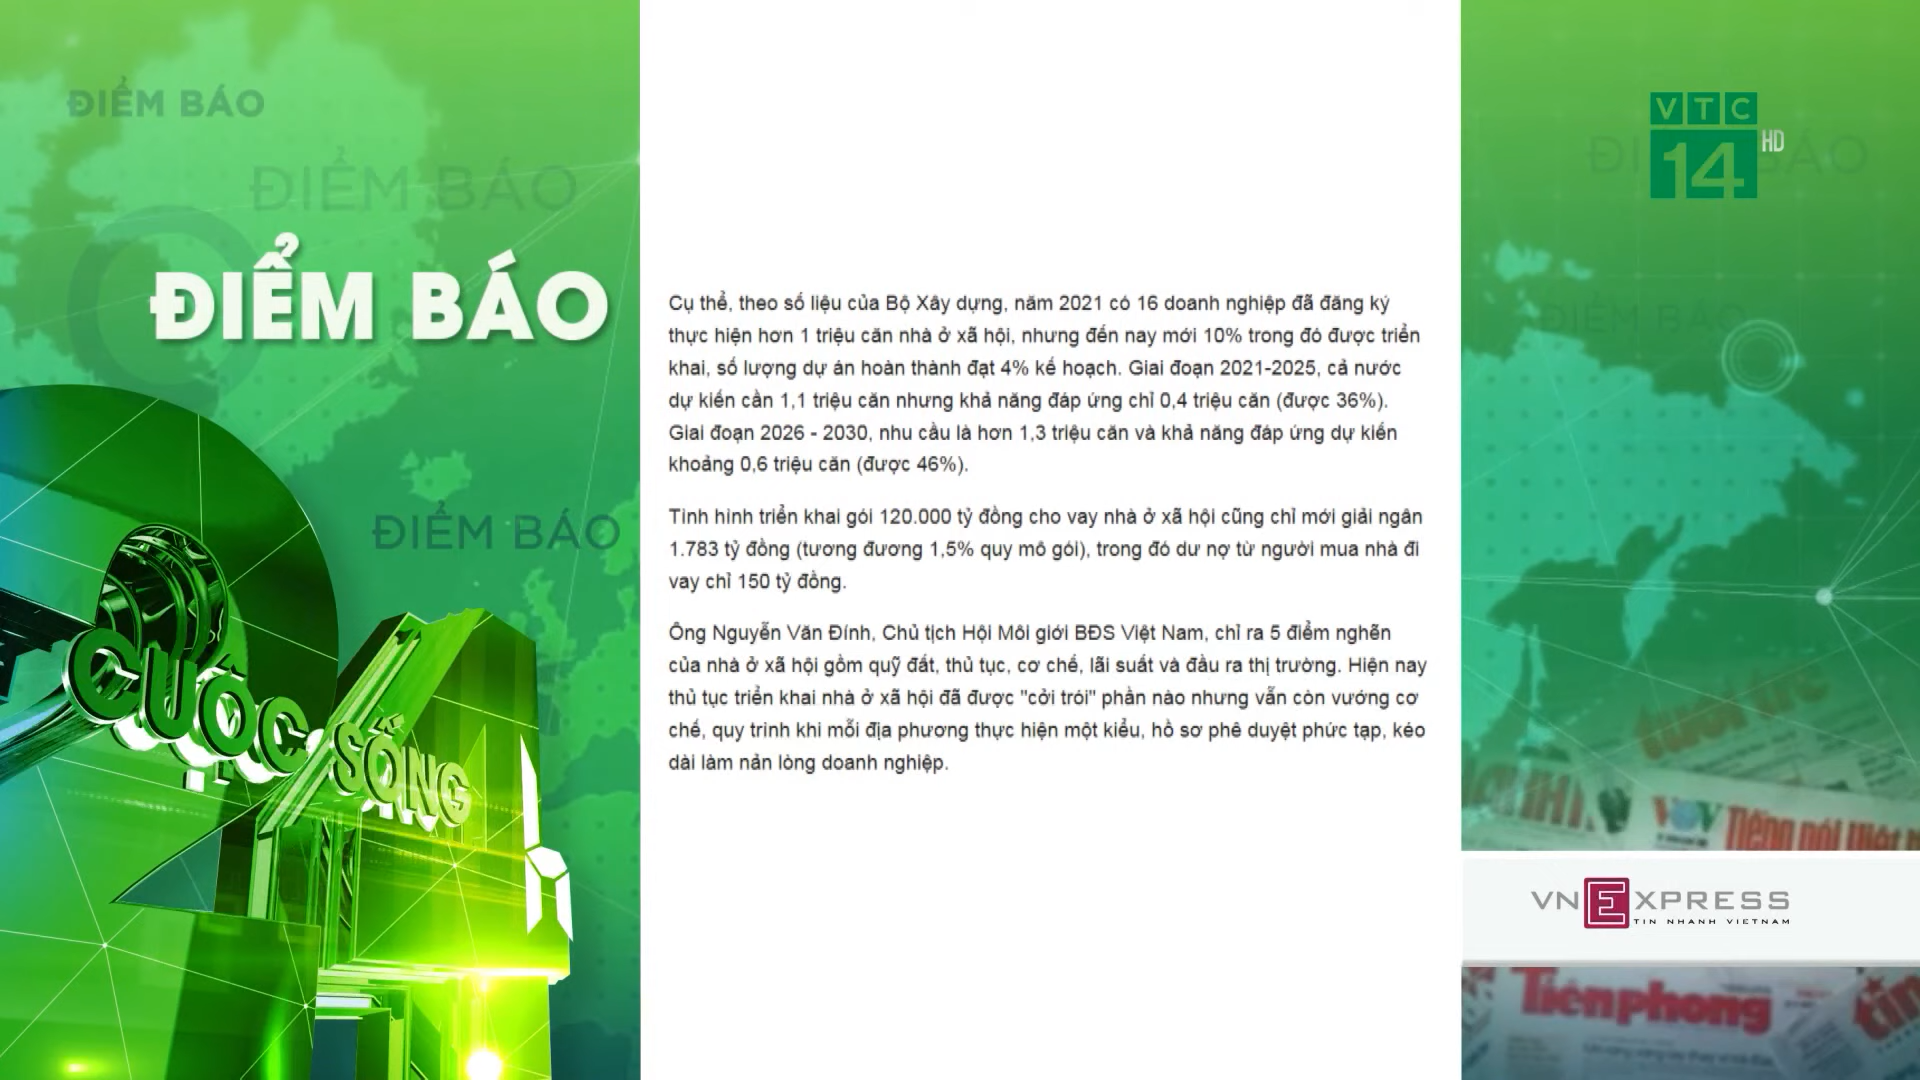 ĐIỂM BÁO
ĐIỂM BÁO
ĐIỂM BÁO
ĐIỂM BÁO
CUỘC SỐNG
24h
Cụ thể, theo số liệu của Bộ Xây dựng, năm 2021 có 16 doanh nghiệp đã đăng ký
thực hiện hơn 1 triệu căn nhà ở xã hội, nhưng đến nay mới 10% trong đó được triển
khai, số lượng dự án hoàn thành đạt 4% kế hoạch. Giai đoạn 2021-2025, cả nước
dự kiến cần 1,1 triệu căn nhưng khả năng đáp ứng chỉ 0,4 triệu căn (được 36%).
Giai đoạn 2026 - 2030, nhu cầu là hơn 1,3 triệu căn và khả năng đáp ứng dự kiến
khoảng 0,6 triệu căn (được 46%).
Tình hình triển khai gói 120.000 tỷ đồng cho vay nhà ở xã hội cũng chỉ mới giải ngân
1.783 tỷ đồng (tương đương 1,5% quy mô gói), trong đó dư nợ từ người mua nhà đi
vay chỉ 150 tỷ đồng.
Ông Nguyễn Văn Đính, Chủ tịch Hội Môi giới BĐS Việt Nam, chỉ ra 5 điểm nghẽn
của nhà ở xã hội gồm quỹ đất, thủ tục, cơ chế, lãi suất và đầu ra thị trường. Hiện nay
thủ tục triển khai nhà ở xã hội đã được "cởi trói" phần nào nhưng vẫn còn vướng cơ
chế, quy trình khi mỗi địa phương thực hiện một kiểu, hồ sơ phê duyệt phức tạp, kéo
dài làm nản lòng doanh nghiệp.
VTC
14 HD
ĐIỂM BÁO
tuổi trẻ
VOV Tiếng nói Việt
VNEXPRESS
TIN NHANH VIETNAM
Tiền phong